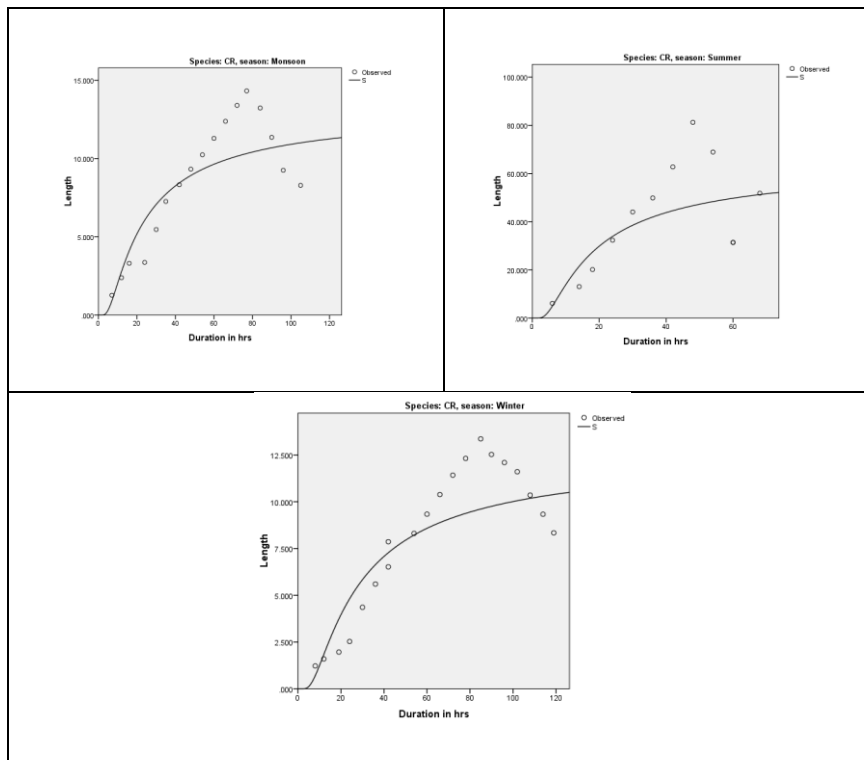 Species: CR, season: Monsoon
Observed
S
15.000
10.000
5.000
.000
Length
0 20 40 60 80 100 120
Duration in hrs
Species: CR, season: Summer
Observed
S
100.000
80.000
60.000
40.000
20.000
.000
Length
0 20 40 60
Duration in hrs
Species: CR, season: Winter
Observed
S
12.500
10.000
7.500
5.000
2.500
.000
Length
0 20 40 60 80 100 120
Duration in hrs